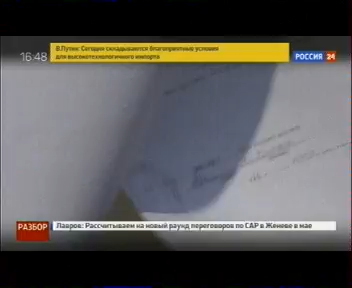 16:48
В.Путин: Сегодня складываются благоприятные условия
для высокотехнологичного импорта
РОССИЯ 24
РАЗБОР
Лавров: Рассчитываем на новый раунд переговоров по САР в Женеве в мае